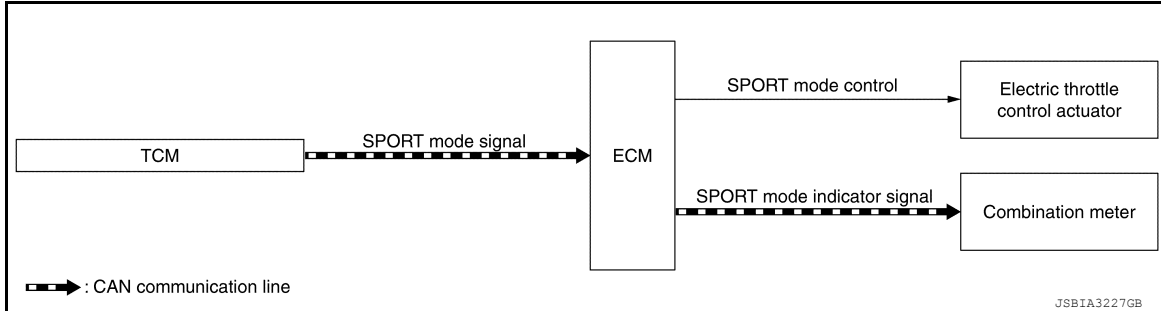 SPORT mode control
Electric throttle
control actuator
TCM
SPORT mode signal
ECM
SPORT mode indicator signal
Combination meter
: CAN communication line
JSBIA3227GB